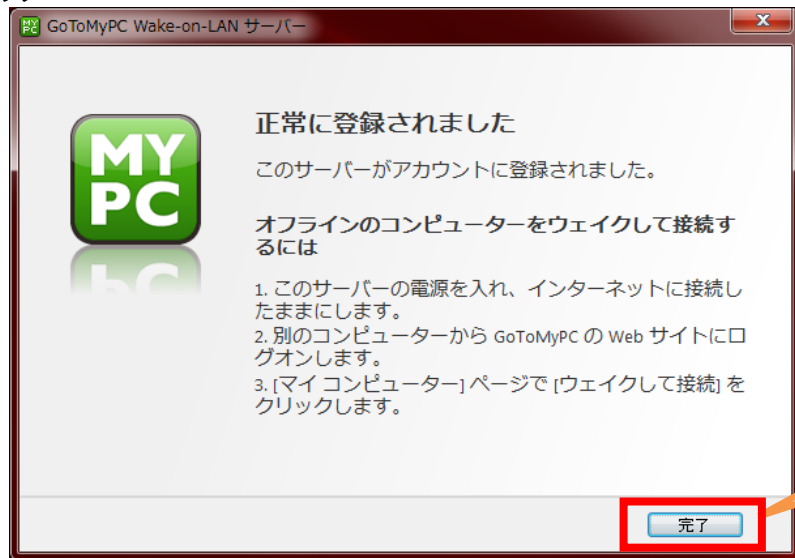 GoToMyPC Wake-on-LAN サーバー
MY
PC
正常に登録されました
このサーバーがアカウントに登録されました。
オフラインのコンピューターをウェイクして接続す
るには
1. このサーバーの電源を入れ、インターネットに接続し
たままにします。
2. 別のコンピューターから GoToMyPC の Web サイトにロ
グオンします。
3. [マイ コンピューター] ページで [ウェイクして接続] を
クリックします。
完了